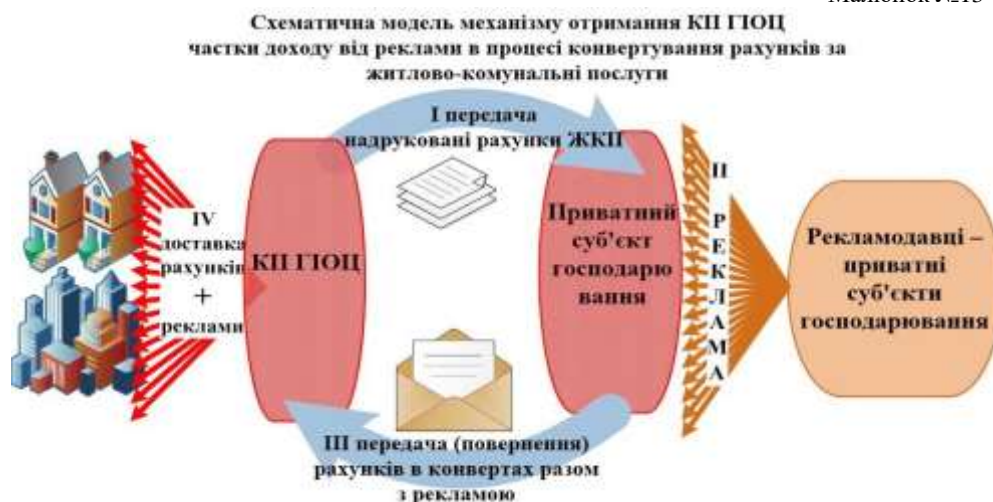 Схематична модель механізму отримання КП ГІОЦ
частки доходу від реклами в процесі конвертування рахунків за
житлово-комунальні послуги
І передача
надруковані рахунки ЖКП
IV
доставка
рахунків
+
реклами
КП ГІОЦ
Приватний
суб'єкт
господарю
вання
ІІ
Р
Е
К
Л
А
М
А
Рекламодавці –
приватні
суб'єкти
господарювання
ІІІ передача (повернення)
рахунків в конвертах разом
з рекламою